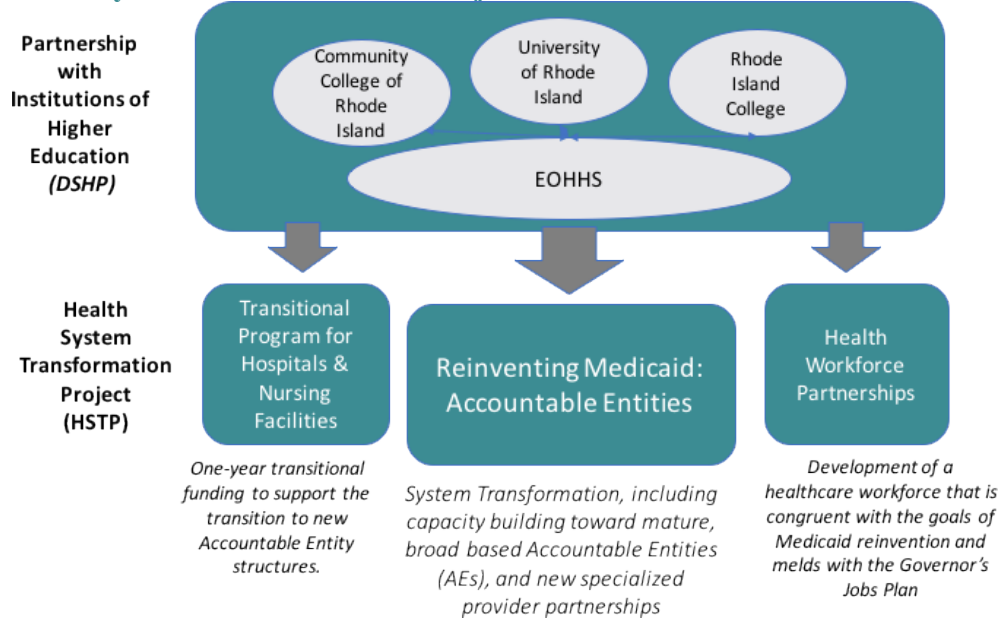 Partnership
with
Institutions of
Higher
Education
(DSHP)
Community
College of
Rhode
Island
University
of Rhode
Island
Rhode
Island
College
EOHHS
Health
System
Transformation
Project
(HSTP)
Transitional
Program for
Hospitals &
Nursing
Facilities
Reinventing Medicaid:
Accountable Entities
Health
Workforce
Partnerships
One-year transitional
funding to support the
transition to new
Accountable Entity
structures.
System Transformation, including
capacity building toward mature,
broad based Accountable Entities
(AEs), and new specialized
provider partnerships
Development of a
healthcare workforce that is
congruent with the goals of
Medicaid reinvention and
melds with the Governor’s
Jobs Plan